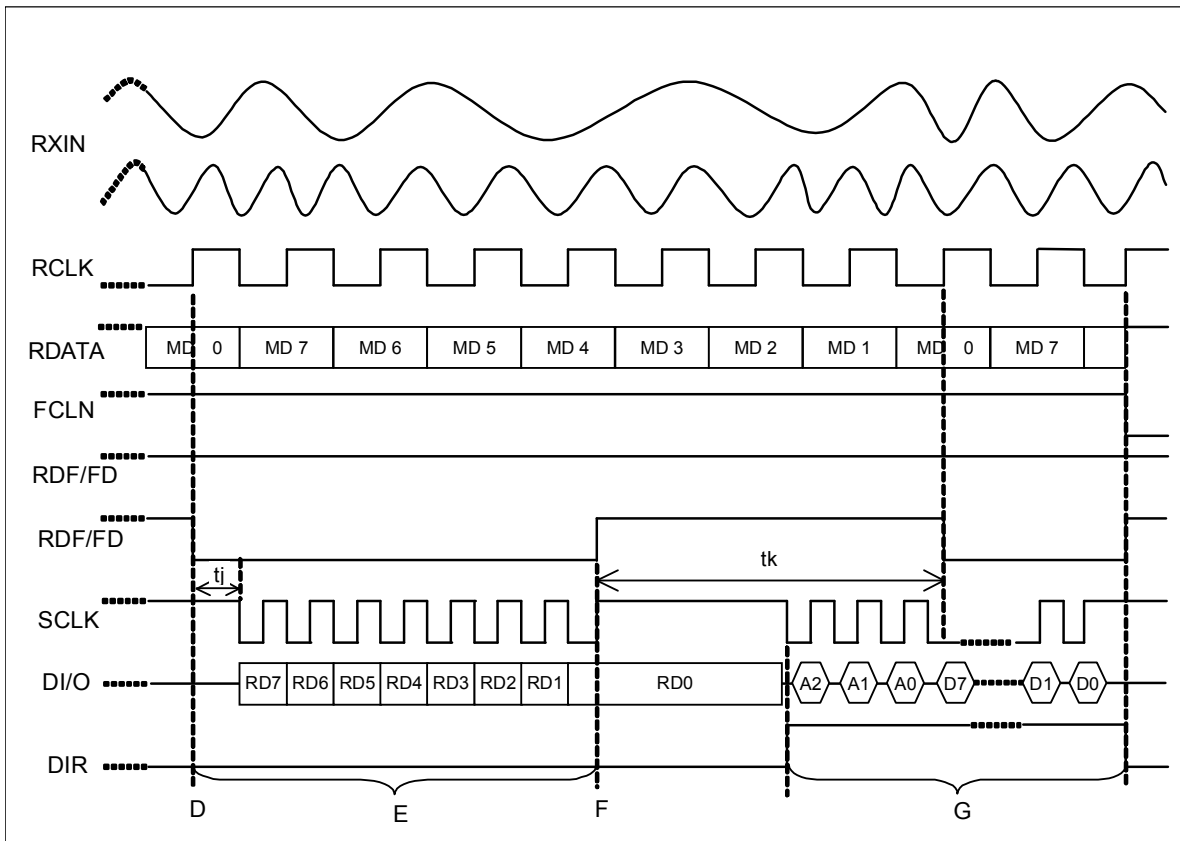 RXIN
RCLK
RDATA MD 0 MD 7 MD 6 MD 5 MD 4 MD 3 MD 2 MD 1 MD 0 MD 7
FCLN
RDF/FD
RDF/FD
tj tk
SCLK
DI/O RD7 RD6 RD5 RD4 RD3 RD2 RD1 RD0 A2 A1 A0 D7 D1 D0
DIR
D E F G